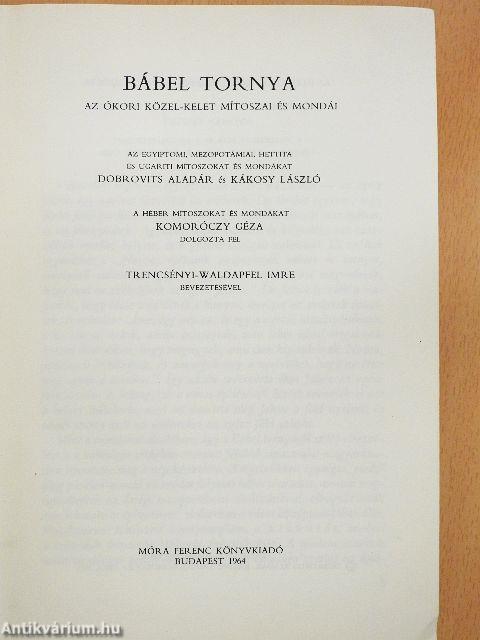 BÁBEL TORNYA
AZ ÓKORI KÖZEL-KELET MÍTOSZAI ÉS MONDÁI
AZ EGYIPTOMI, MEZOPOTÁMIAI, HETTITA
ÉS UGARITI MÍTOSZOKAT ÉS MONDÁKAT
DOBROVITS ALADÁR és KÁKOSY LÁSZLÓ
A HÉBER MÍTOSZOKAT ÉS MONDÁKAT
KOMORÓCZY GÉZA
DOLGOZTA FEL
TRENCSÉNYI-WALDAPFEL IMRE
BEVEZETÉSÉVEL
MÓRA FERENC KÖNYVKIADÓ
BUDAPEST 1964
Antikvárium.hu